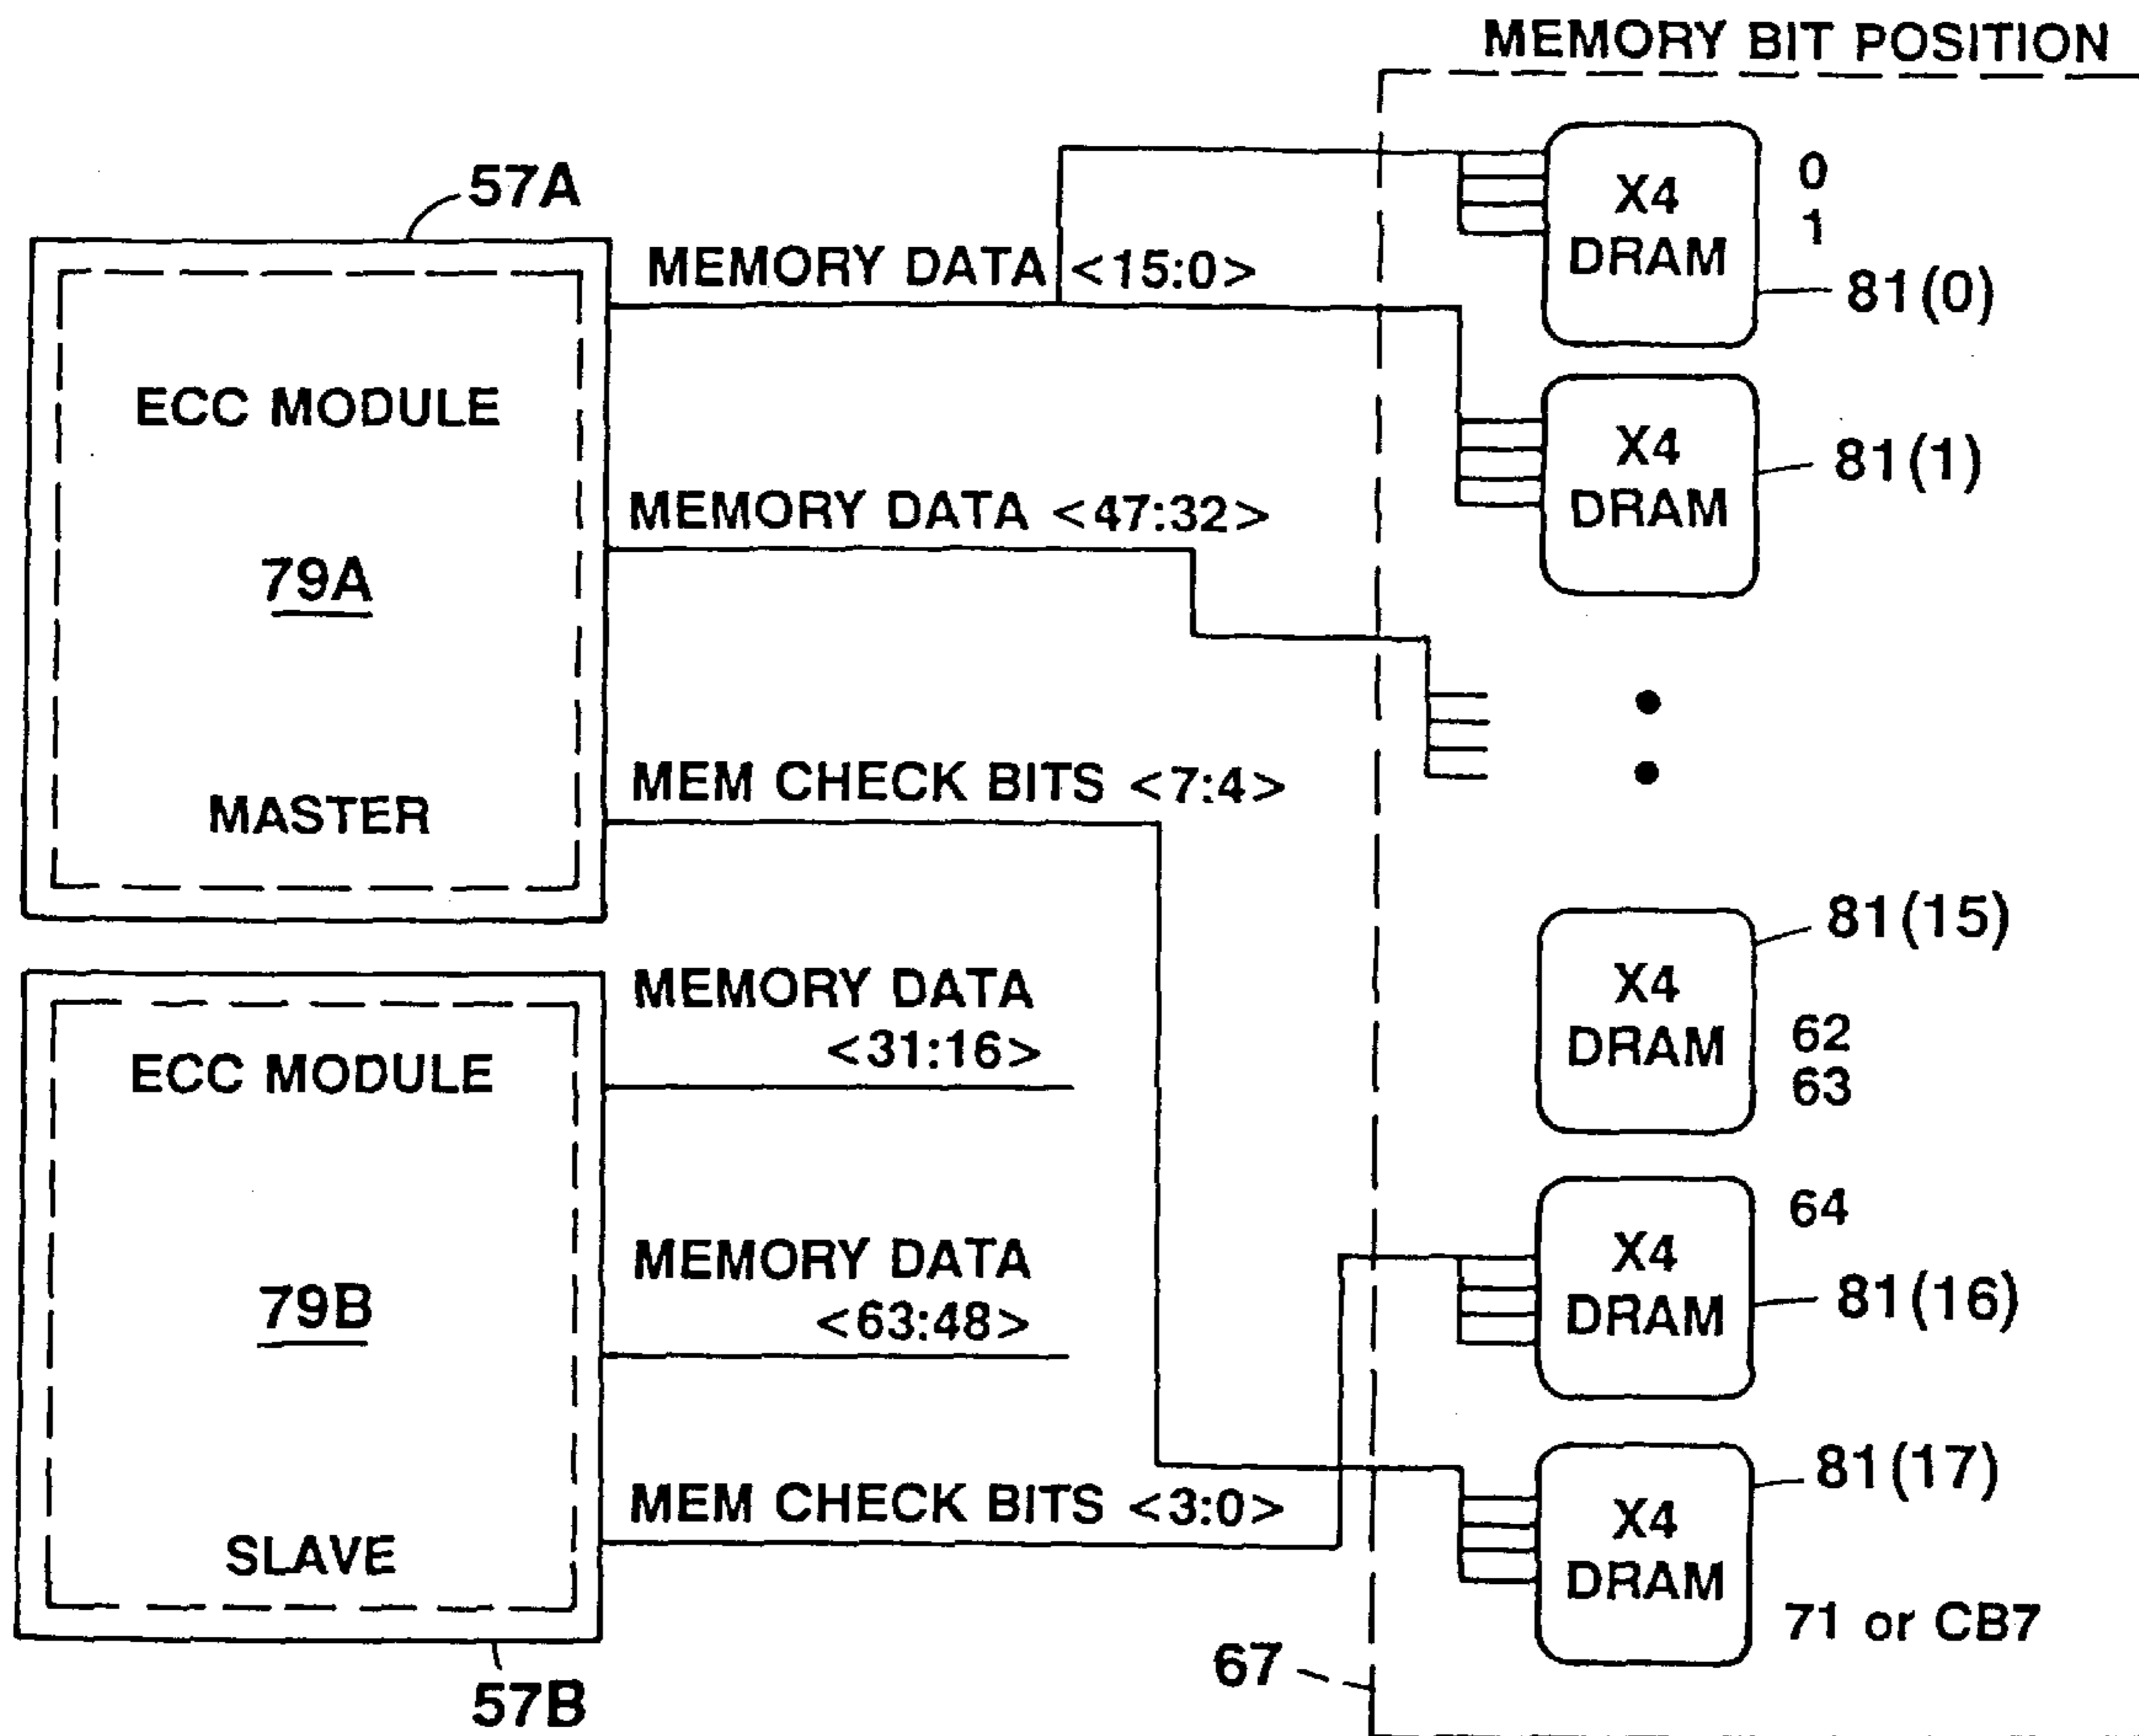 MEMORY BIT POSITION
57A
ECC MODULE
79A
MASTER
MEMORY DATA <15:0>
MEMORY DATA <47:32>
MEM CHECK BITS <7:4>
X4
DRAM
0
1
81(0)
X4
DRAM
81(1)
ECC MODULE
79B
SLAVE
57B
MEMORY DATA
<31:16>
MEMORY DATA
<63:48>
MEM CHECK BITS <3:0>
X4
DRAM
81(15)
62
63
X4
DRAM
64
81(16)
X4
DRAM
81(17)
71 or CB7
67